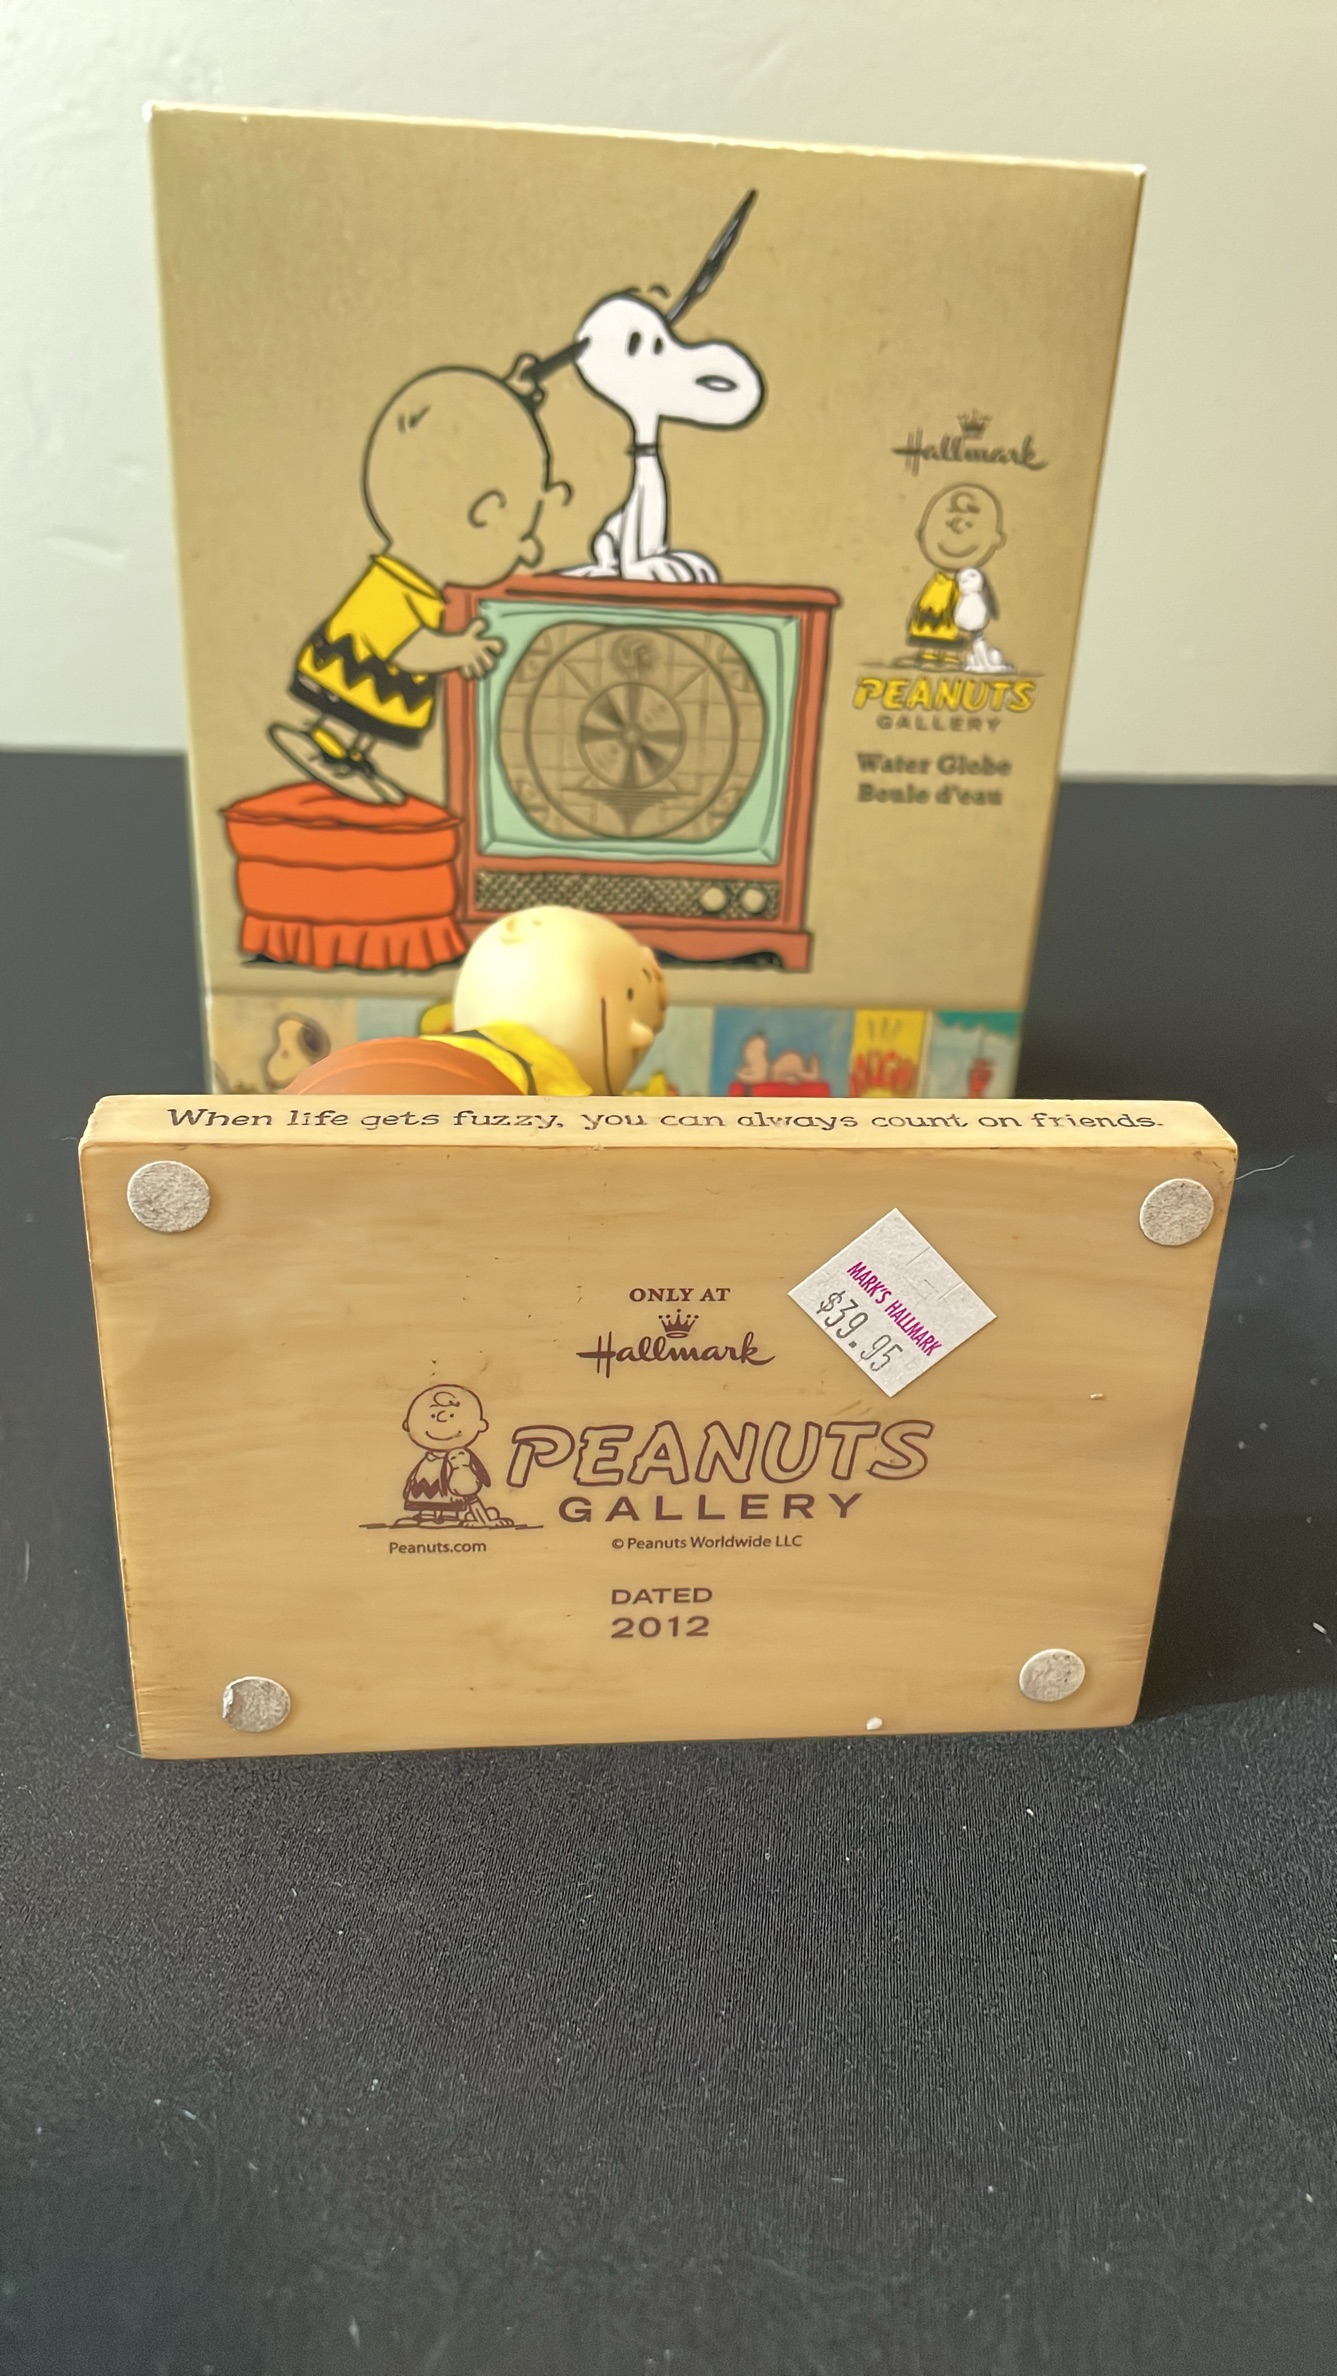 Hallmark
PEANUTS
GALLERY
Water Globe
Boule d'eau
When life gets fuzzy, you can always count on friends.
ONLY AT
Hallmark
MARK'S HALLMARK
$39.95
PEANUTS
GALLERY
Peanuts.com
© Peanuts Worldwide LLC
DATED
2012